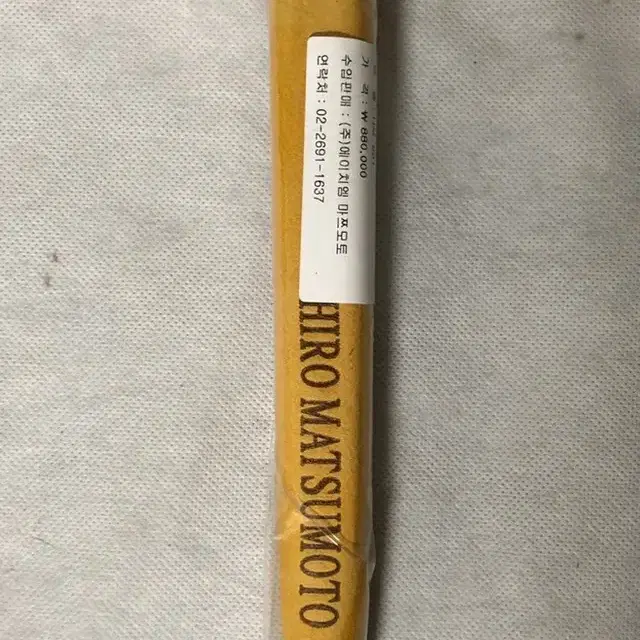 가 격 : ₩ 880,000
수입판매 : (주)에이치엠 마쯔모토
연락처 : 02-2691-1637
HIRO MATSUMOTO